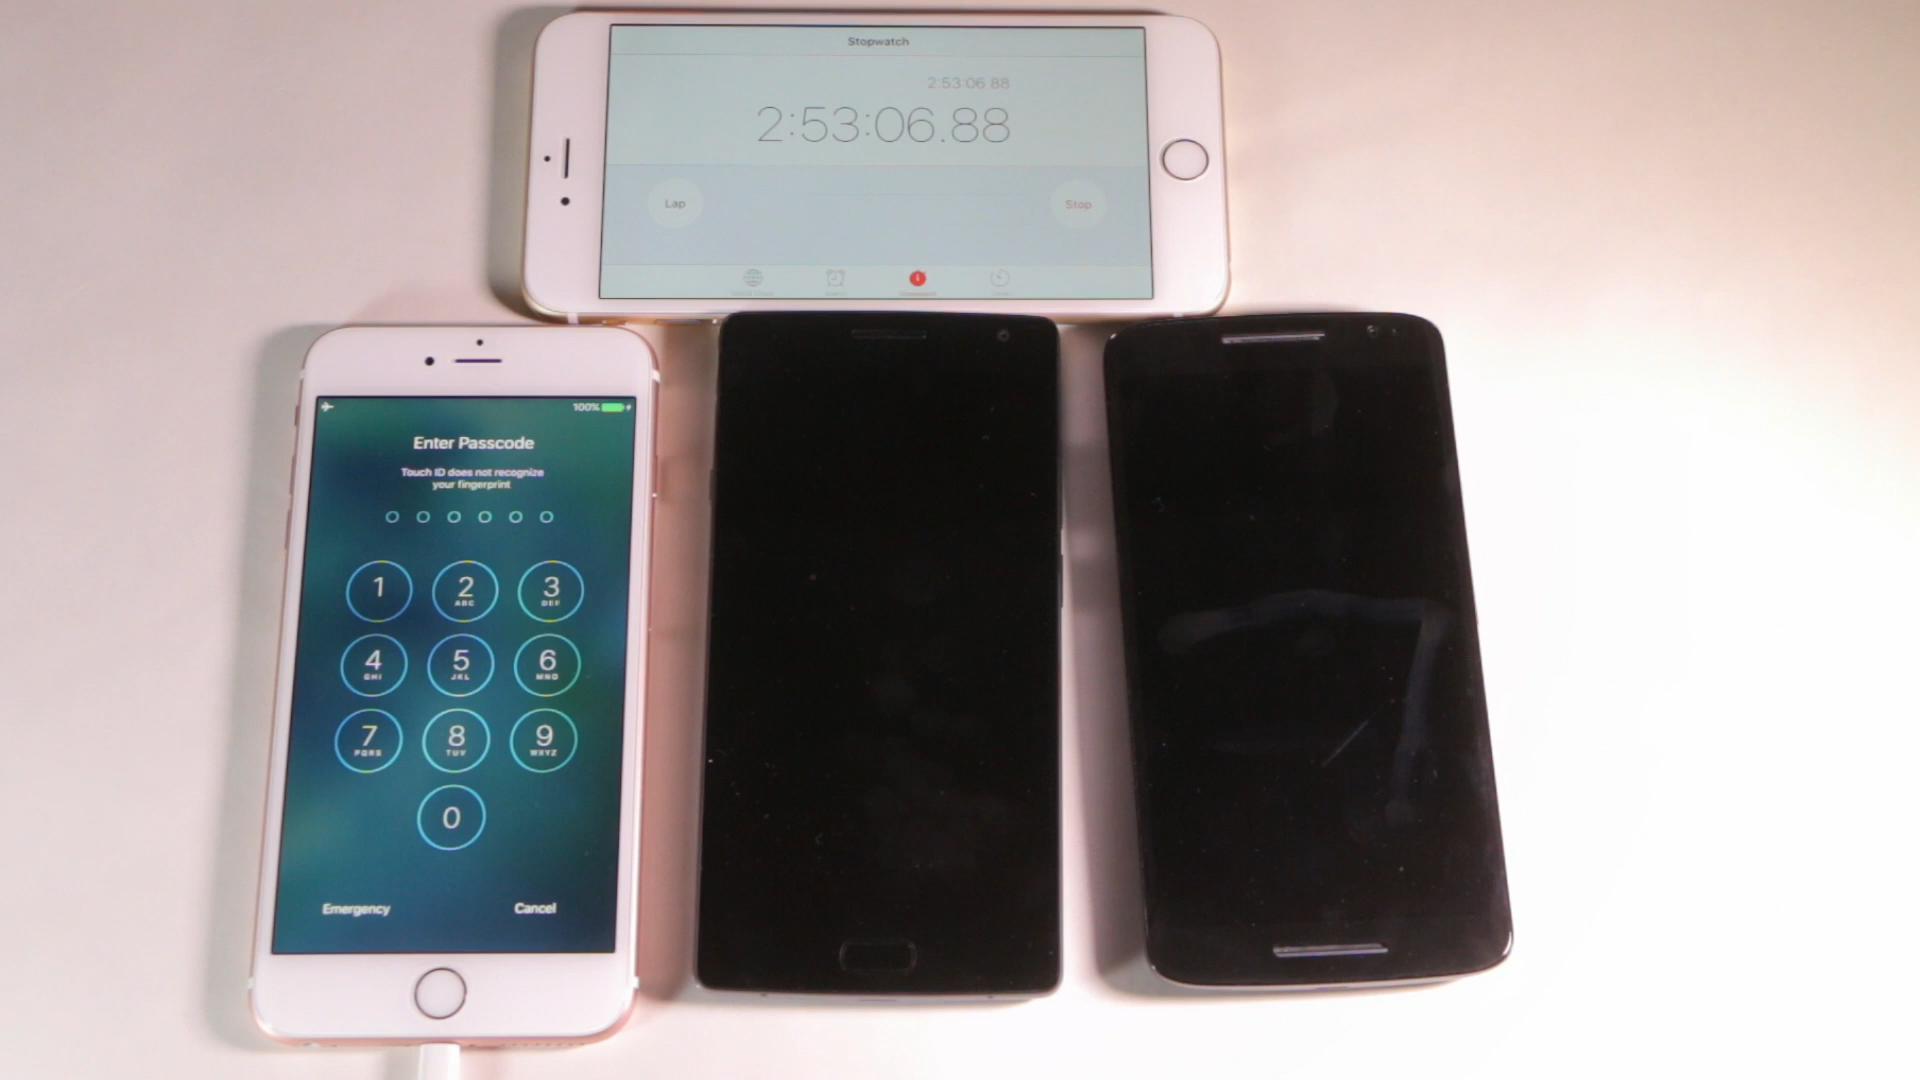 Stopwatch
2:53:06.88
2:53:06.88
Lap
Stop
100%
Enter Passcode
Touch ID does not recognize
your fingerprint
1
2
ABC
3
DEF
4
GHI
5
JKL
6
MNO
7
PQRS
8
TUV
9
WXYZ
0
Emergency
Cancel